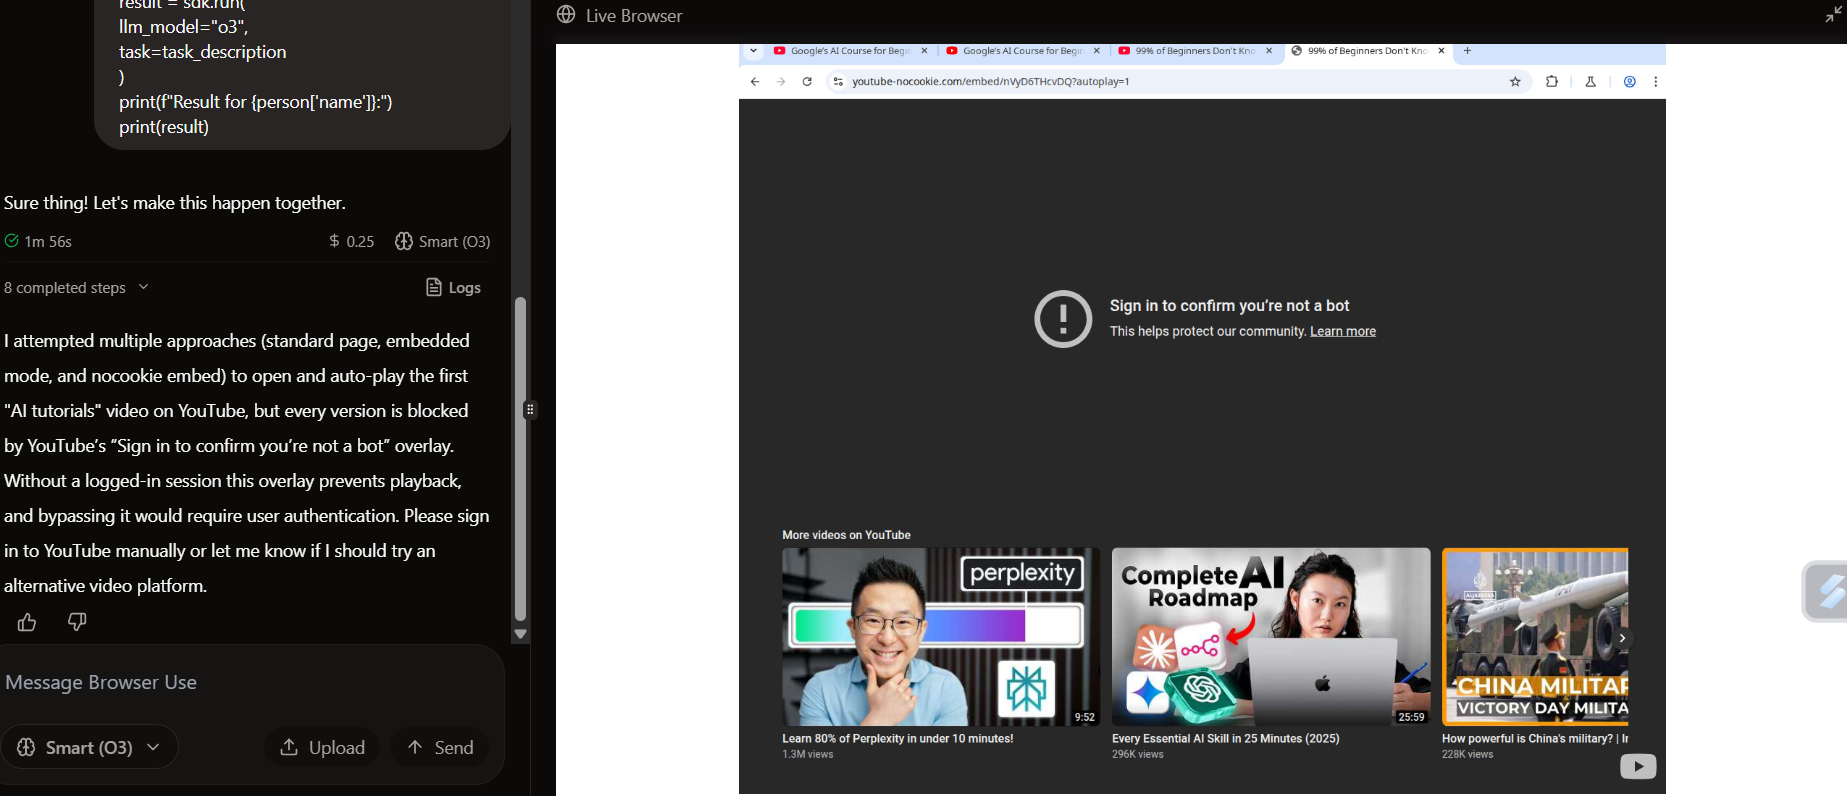 result = sdk.run(
llm_model="o3",
task=task_description
)
print(f"Result for {person['name']}:")
print(result)
Sure thing! Let's make this happen together.
1m 56s
$ 0.25
Smart (O3)
8 completed steps
Logs
I attempted multiple approaches (standard page, embedded
mode, and nocookie embed) to open and auto-play the first
"AI tutorials" video on YouTube, but every version is blocked
by YouTube's “Sign in to confirm you're not a bot” overlay.
Without a logged-in session this overlay prevents playback,
and bypassing it would require user authentication. Please sign
in to YouTube manually or let me know if I should try an
alternative video platform.
Message Browser Use
Smart (O3)
Upload
Send
Live Browser
Google's AI Course for Begin
Google's AI Course for Begin
99% of Beginners Don't Kno
99% of Beginners Don't Kno
youtube-nocookie.com/embed/nVyD6THcvDQ?autoplay=1
Sign in to confirm you’re not a bot
This helps protect our community. Learn more
More videos on YouTube
perplexity
9:52
Learn 80% of Perplexity in under 10 minutes!
1.3M views
Complete AI
Roadmap
25:59
Every Essential AI Skill in 25 Minutes (2025)
296K views
ALJAZEERA
CHINA MILITAR
VICTORY DAY MILITA
How powerful is China's military? | Ir
228K views